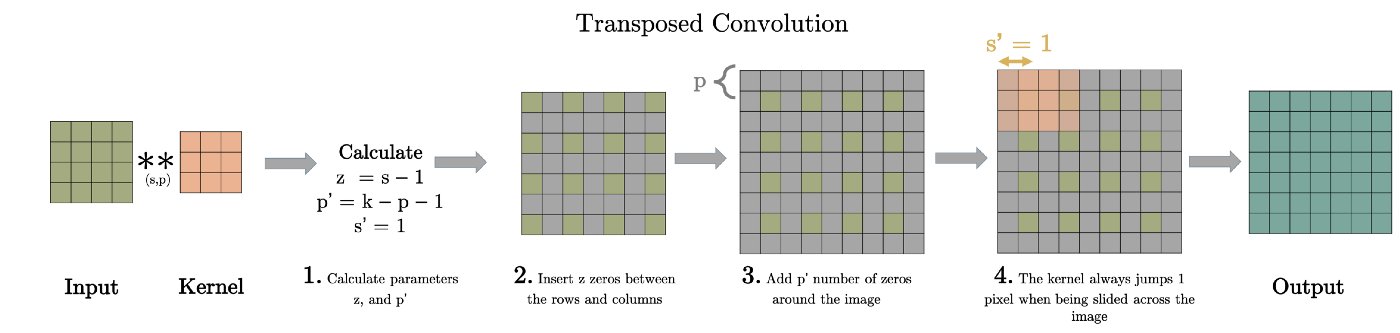 Transposed Convolution
s' = 1
p
**
(s,p)
Calculate
z = s − 1
p' = k − p − 1
s' = 1
Input
Kernel
1. Calculate parameters
z, and p'
2. Insert z zeros between
the rows and columns
3. Add p' number of zeros
around the image
4. The kernel always jumps 1
pixel when being slided across the
image
Output